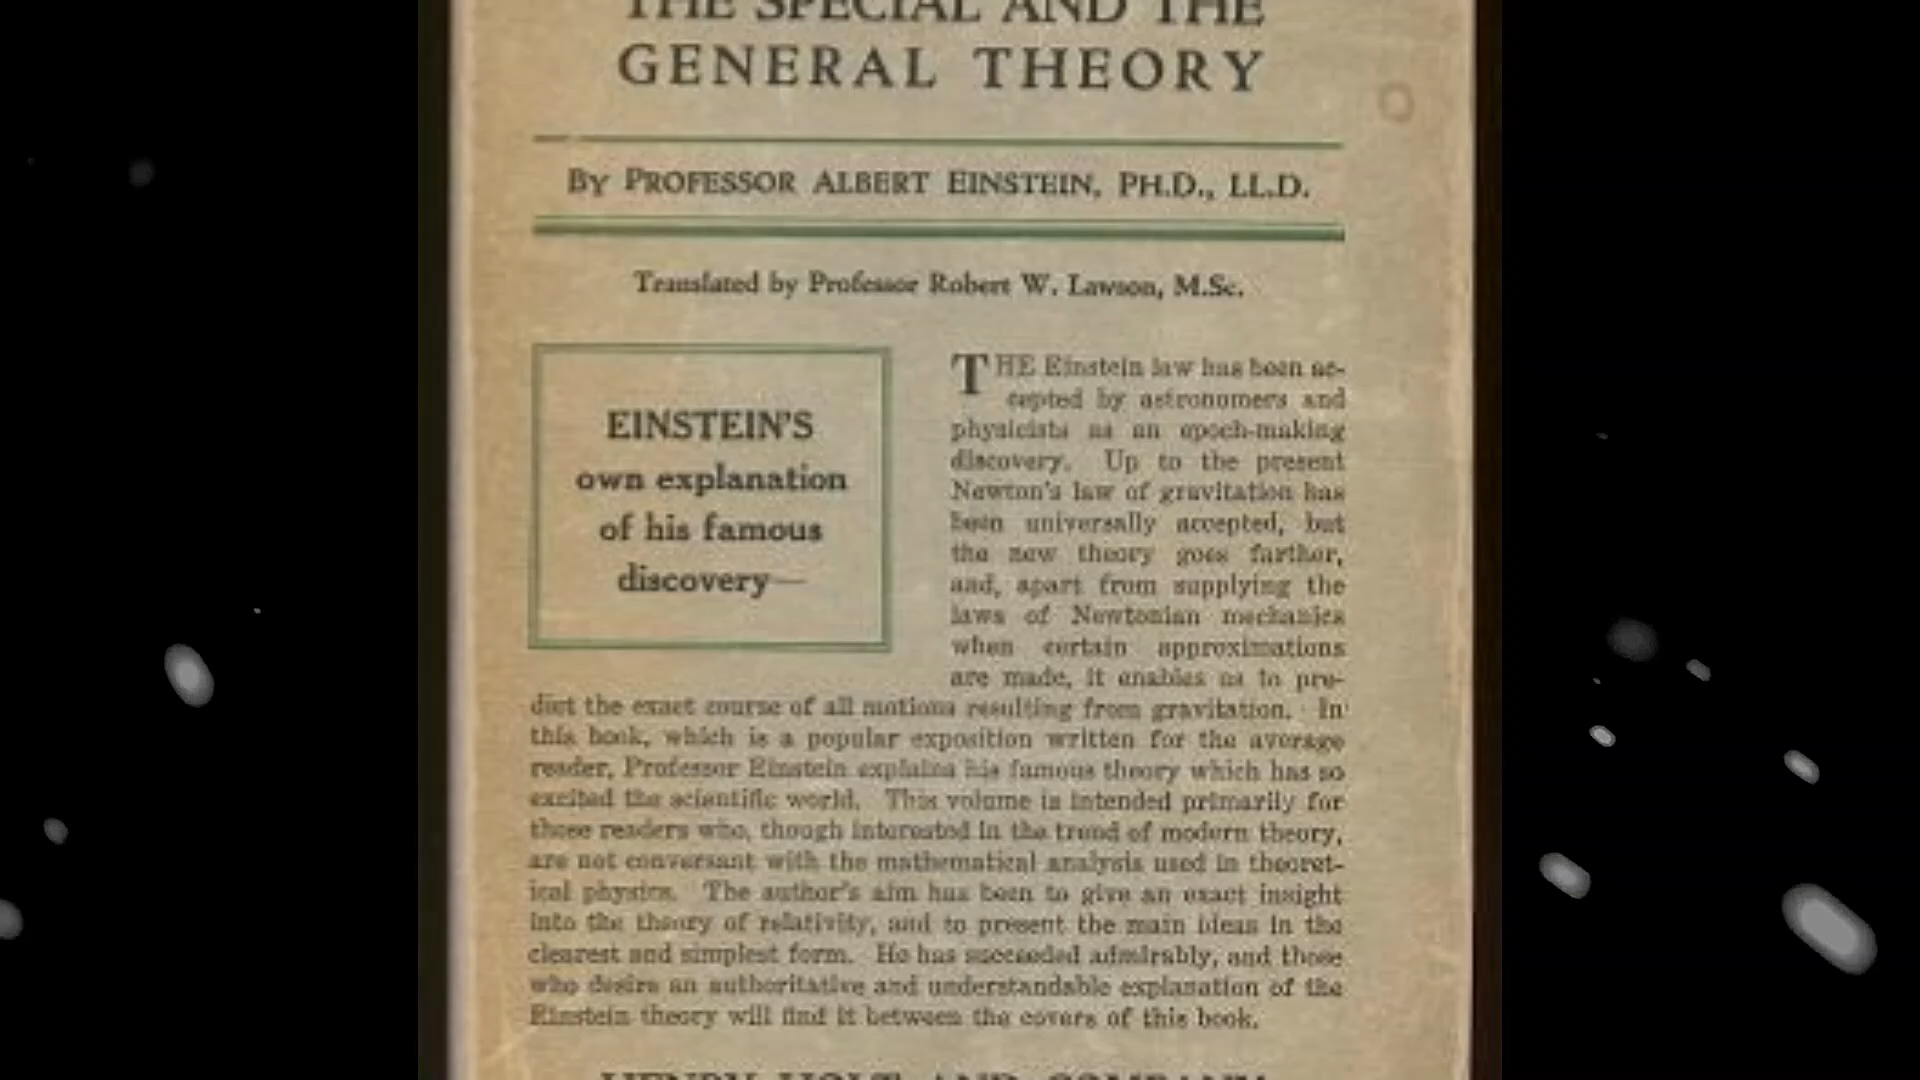 THE SPECIAL AND THE
GENERAL THEORY
By PROFESSOR ALBERT EINSTEIN, PH.D., LL.D.
Translated by Professor Robert W. Lawson, M.Sc.
EINSTEIN'S
own explanation
of his famous
discovery—
THE Einstein law has been ac-
cepted by astronomers and
physicists as an epoch-making
discovery. Up to the present
Newton's law of gravitation has
been universally accepted, but
the new theory goes farther,
and, apart from supplying the
laws of Newtonian mechanics
when certain approximations
are made, it enables us to pre-
dict the exact course of all motions resulting from gravitation. In
this book, which is a popular exposition written for the average
reader, Professor Einstein explains his famous theory which has so
excited the scientific world. This volume is intended primarily for
those readers who, though interested in the trend of modern theory,
are not conversant with the mathematical analysis used in theoret-
ical physics. The author's aim has been to give an exact insight
into the theory of relativity, and to present the main ideas in the
clearest and simplest form. He has succeeded admirably, and those
who desire an authoritative and understandable explanation of the
Einstein theory will find it between the covers of this book.
HENRY HOLT AND COMPANY